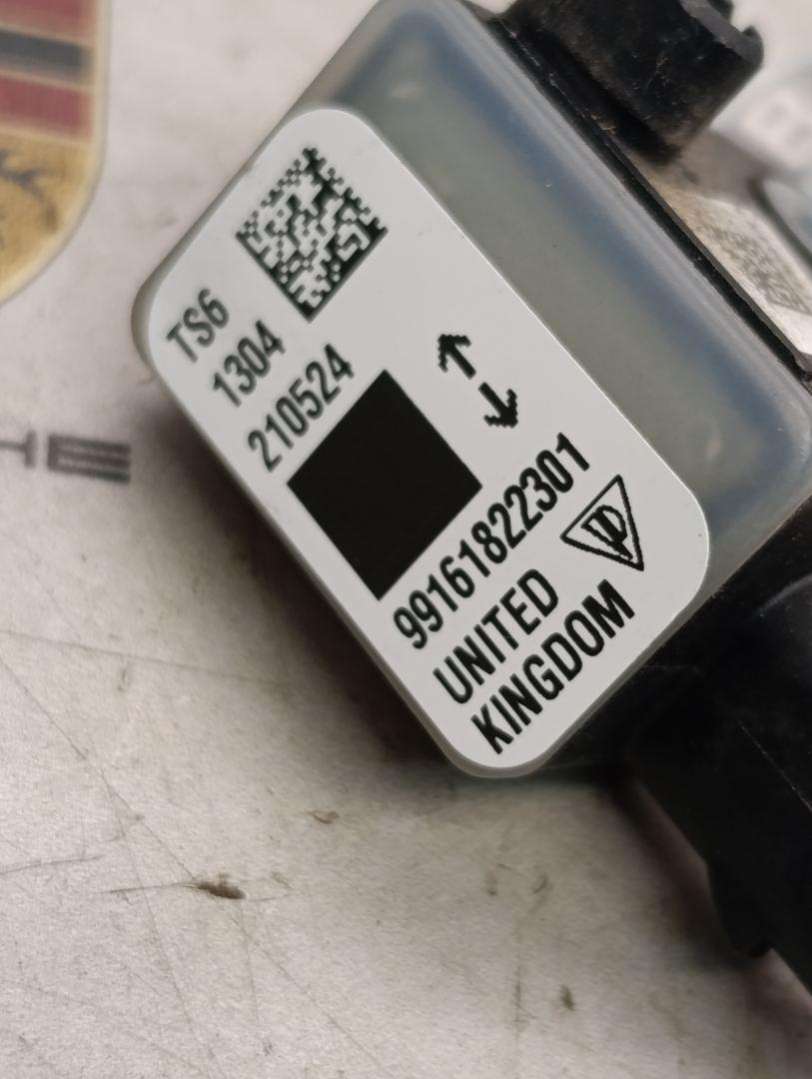 TS6
1304
210524
99161822301
UNITED
KINGDOM